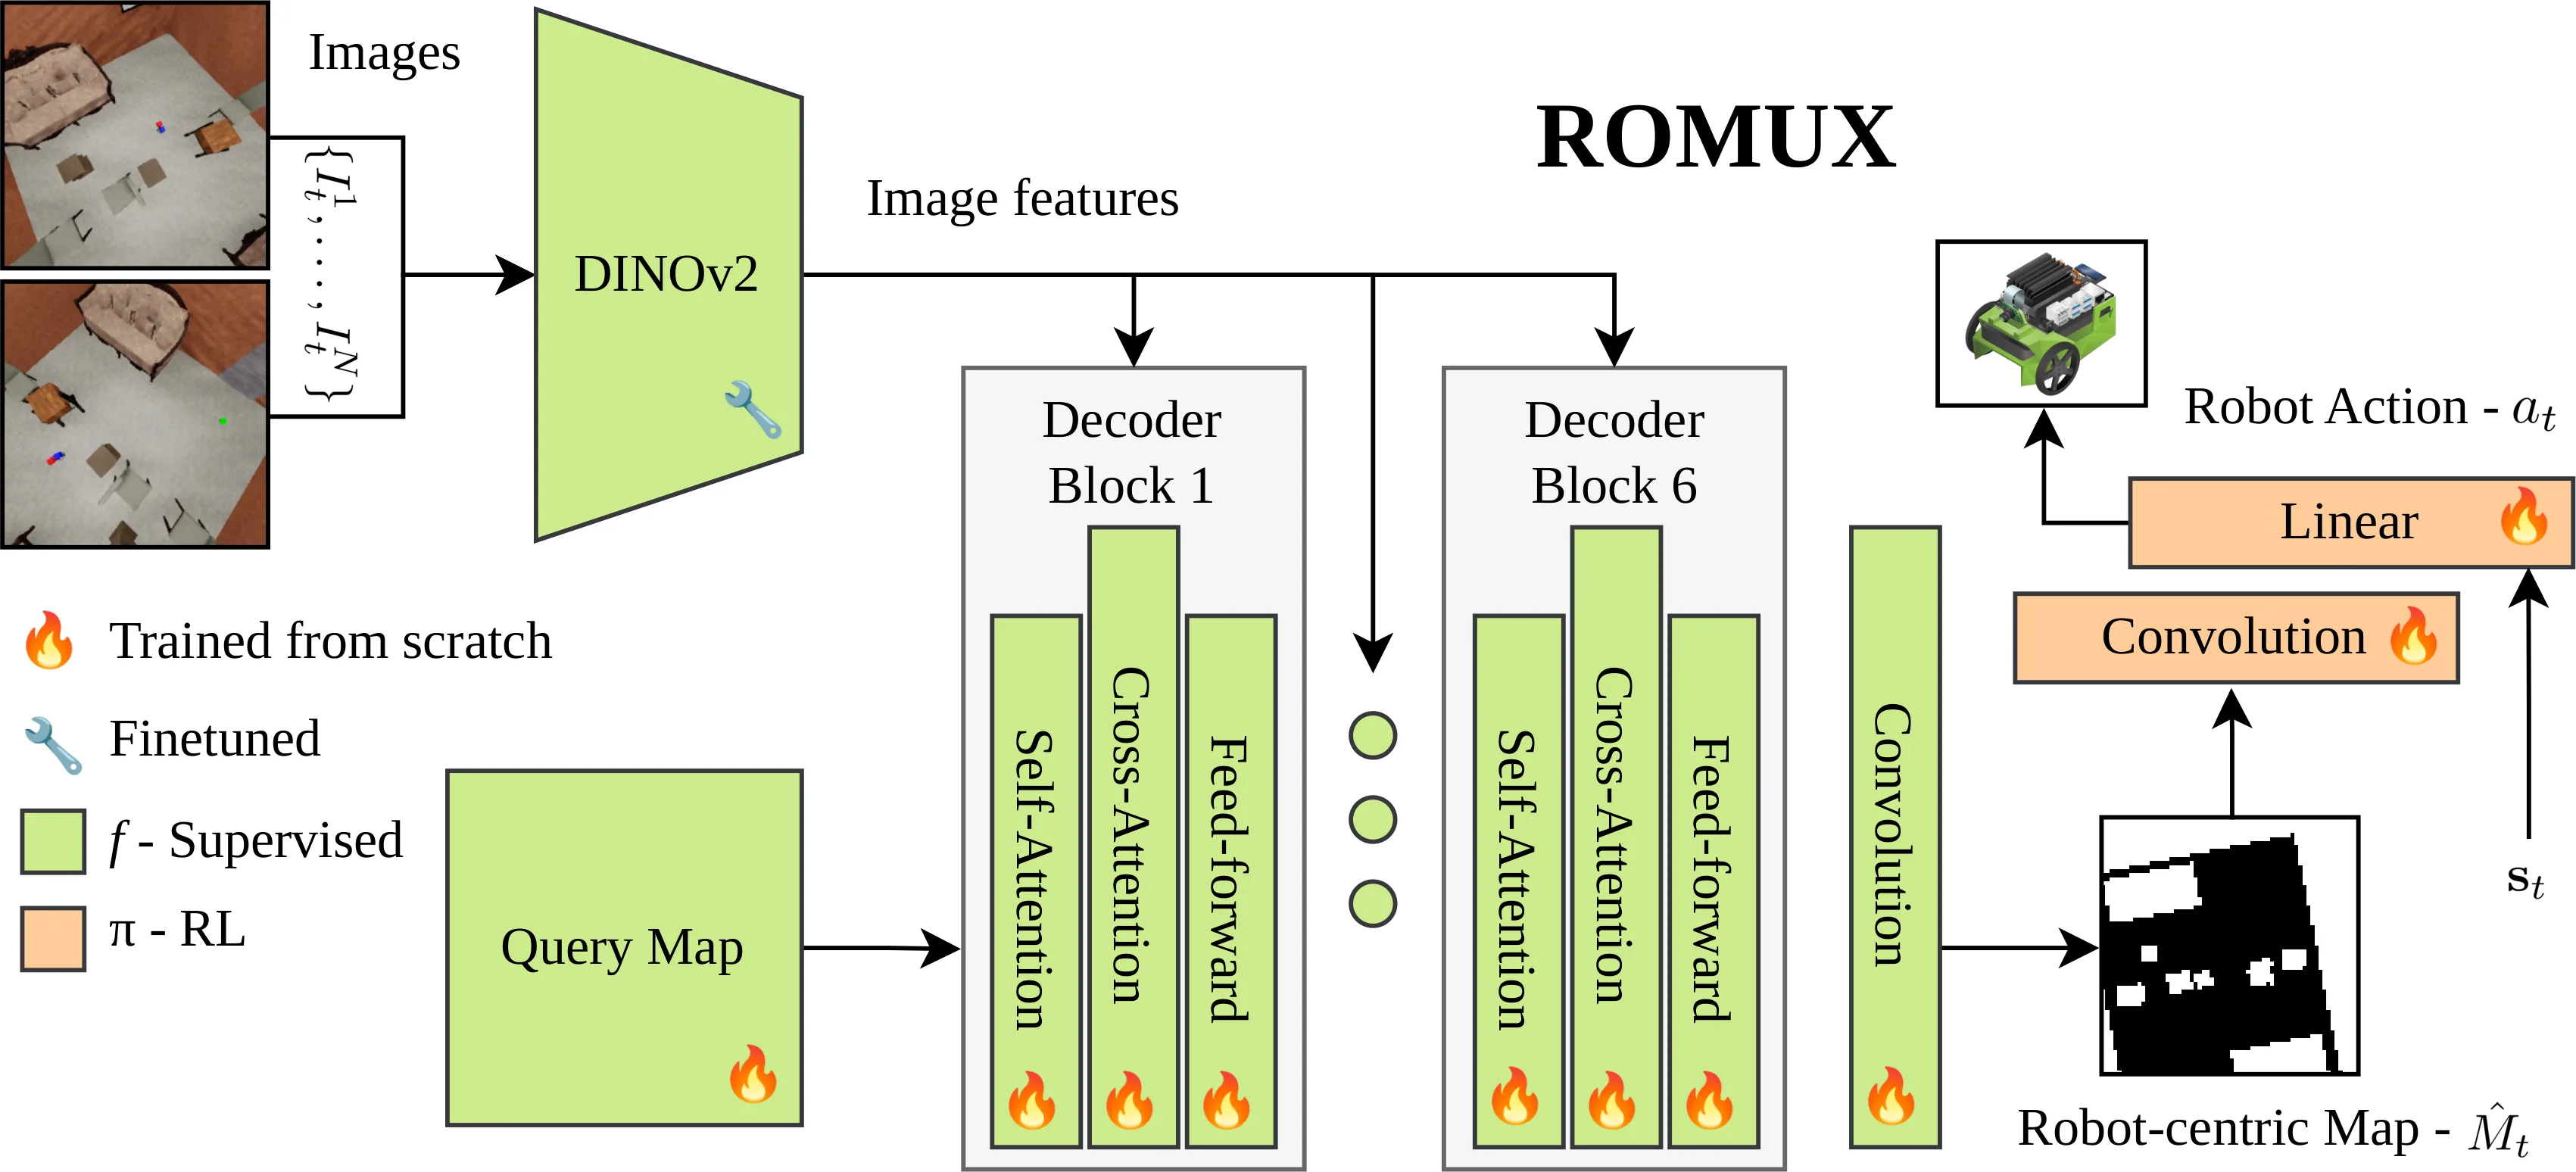 Images
{I_t^1, ..., I_t^N}
DINOv2
Image features
ROMUX
Decoder
Block 1
Self-Attention
Cross-Attention
Feed-forward
Decoder
Block 6
Self-Attention
Cross-Attention
Feed-forward
Convolution
Robot Action - a_t
Linear
Convolution
s_t
Robot-centric Map - M̂_t
Query Map
Trained from scratch
Finetuned
f - Supervised
π - RL